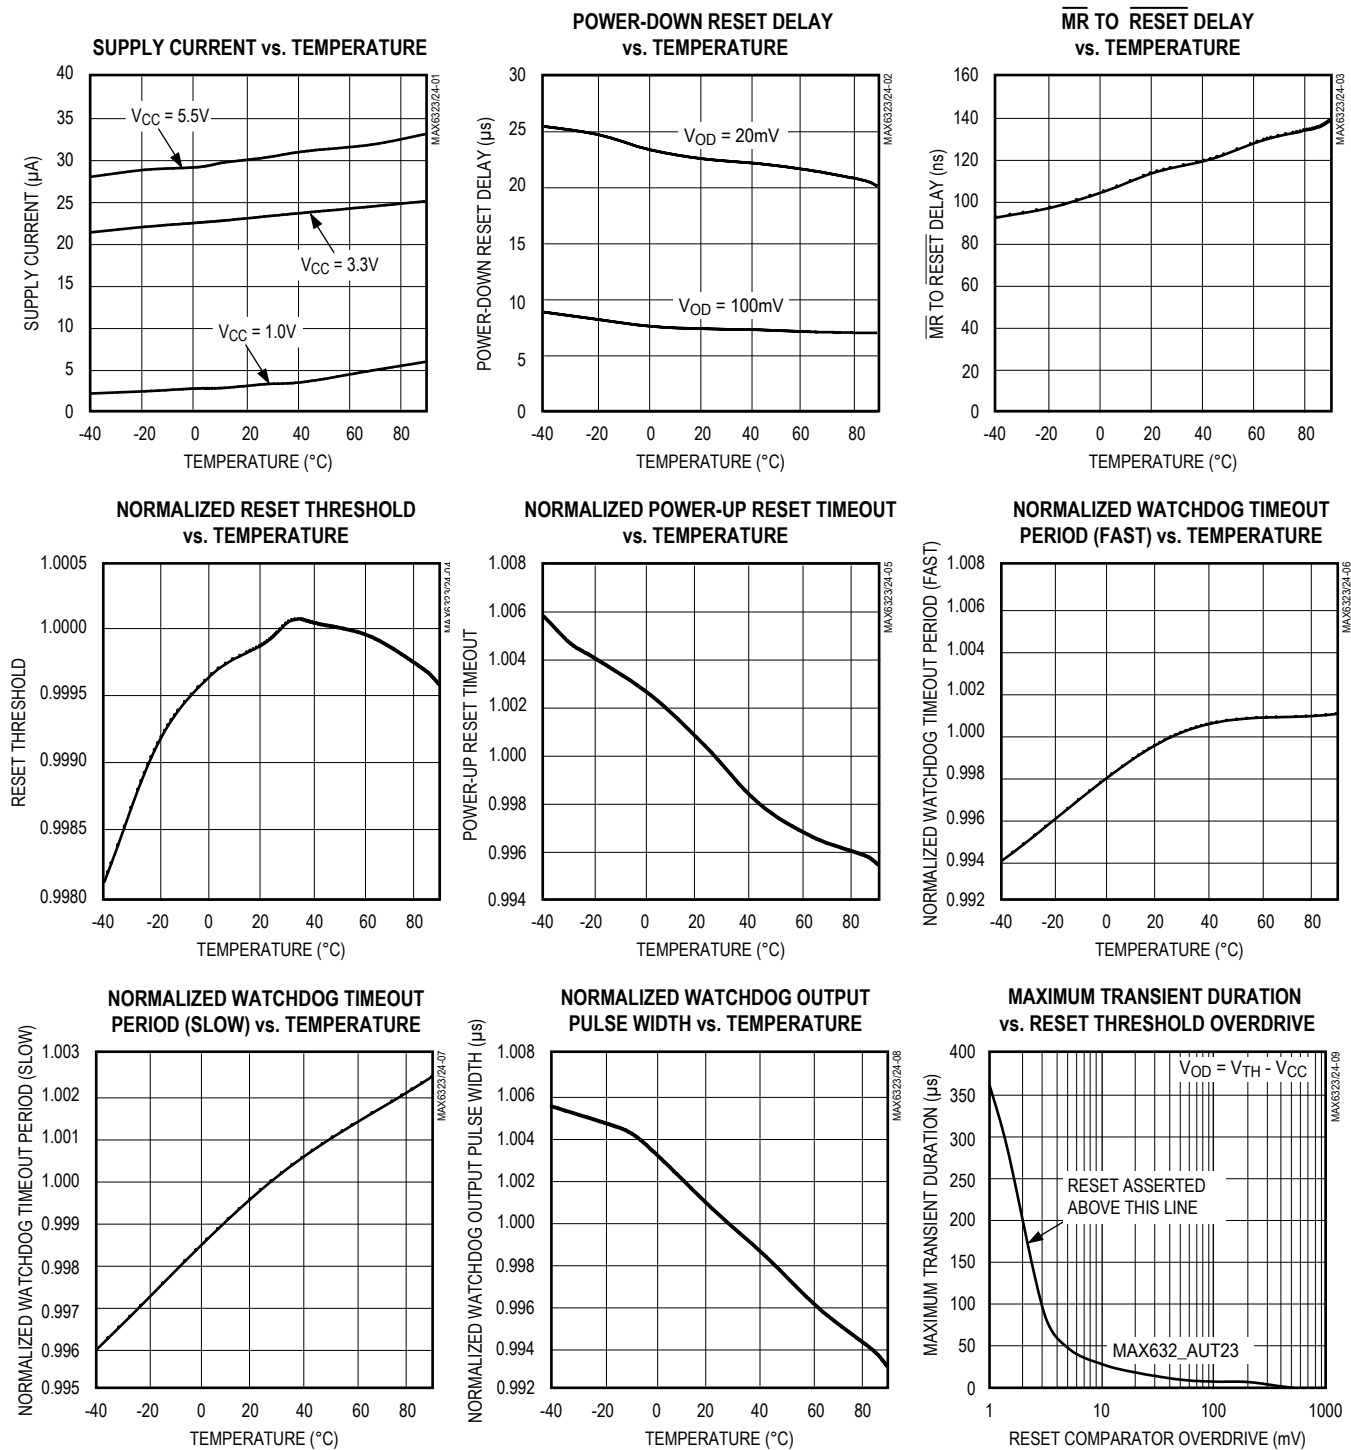 SUPPLY CURRENT vs. TEMPERATURE
MAX6323/24-01
SUPPLY CURRENT (µA)
40
35
30
25
20
15
10
5
0
VCC = 5.5V
VCC = 3.3V
VCC = 1.0V
-40 -20 0 20 40 60 80
TEMPERATURE (°C)
POWER-DOWN RESET DELAY
vs. TEMPERATURE
MAX6323/24-02
POWER-DOWN RESET DELAY (µs)
30
25
20
15
10
5
0
VOD = 20mV
VOD = 100mV
-40 -20 0 20 40 60 80
TEMPERATURE (°C)
MR TO RESET DELAY
vs. TEMPERATURE
MAX6323/24-03
MR TO RESET DELAY (ns)
160
140
120
100
80
60
40
20
0
-40 -20 0 20 40 60 80
TEMPERATURE (°C)
NORMALIZED RESET THRESHOLD
vs. TEMPERATURE
MAX6323/24-04
RESET THRESHOLD
1.0005
1.0000
0.9995
0.9990
0.9985
0.9980
-40 -20 0 20 40 60 80
TEMPERATURE (°C)
NORMALIZED POWER-UP RESET TIMEOUT
vs. TEMPERATURE
MAX6323/24-05
POWER-UP RESET TIMEOUT
1.008
1.006
1.004
1.002
1.000
0.998
0.996
0.994
-40 -20 0 20 40 60 80
TEMPERATURE (°C)
NORMALIZED WATCHDOG TIMEOUT
PERIOD (FAST) vs. TEMPERATURE
MAX6323/24-06
NORMALIZED WATCHDOG TIMEOUT PERIOD (FAST)
1.008
1.006
1.004
1.002
1.000
0.998
0.996
0.994
0.992
-40 -20 0 20 40 60 80
TEMPERATURE (°C)
NORMALIZED WATCHDOG TIMEOUT
PERIOD (SLOW) vs. TEMPERATURE
MAX6323/24-07
NORMALIZED WATCHDOG TIMEOUT PERIOD (SLOW)
1.003
1.002
1.001
1.000
0.999
0.998
0.997
0.996
0.995
-40 -20 0 20 40 60 80
TEMPERATURE (°C)
NORMALIZED WATCHDOG OUTPUT
PULSE WIDTH vs. TEMPERATURE
MAX6323/24-08
NORMALIZED WATCHDOG OUTPUT PULSE WIDTH (µs)
1.008
1.006
1.004
1.002
1.000
0.998
0.996
0.994
0.992
-40 -20 0 20 40 60 80
TEMPERATURE (°C)
MAXIMUM TRANSIENT DURATION
vs. RESET THRESHOLD OVERDRIVE
MAX6323/24-09
MAXIMUM TRANSIENT DURATION (µs)
400
350
300
250
200
150
100
50
0
VOD = VTH - VCC
RESET ASSERTED
ABOVE THIS LINE
MAX632_AUT23
1 10 100 1000
RESET COMPARATOR OVERDRIVE (mV)